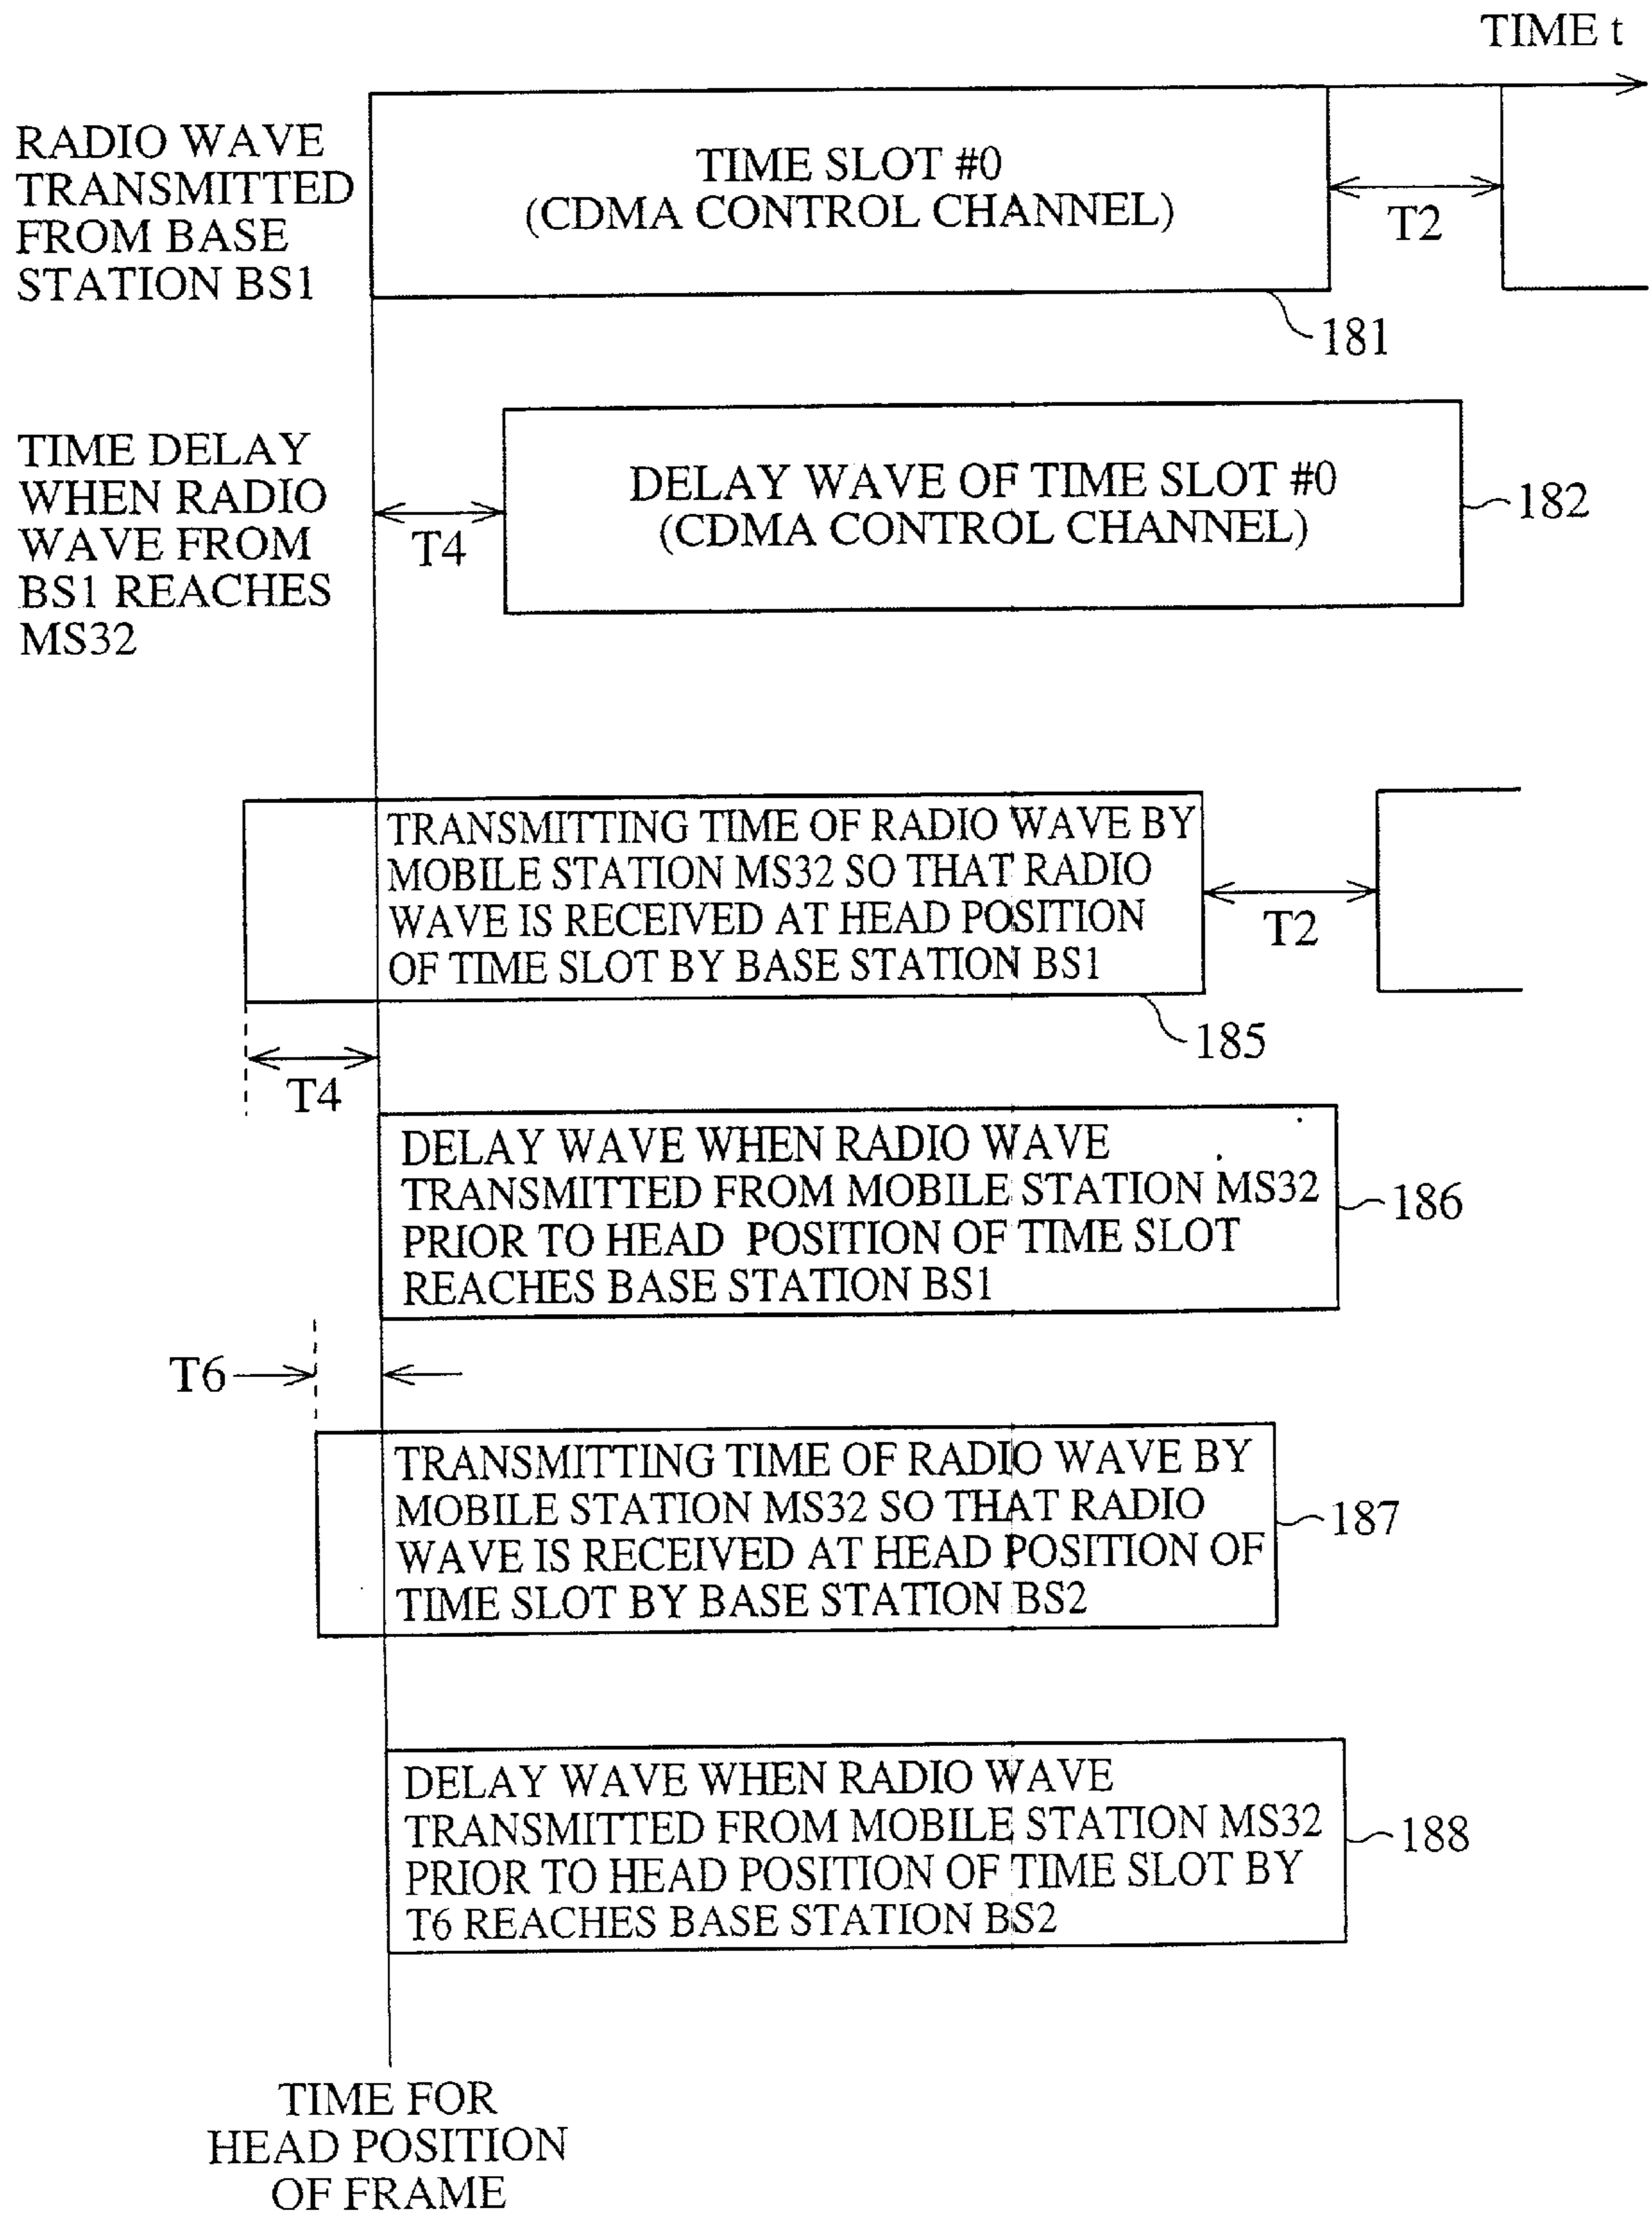 TIME t
RADIO WAVE
TRANSMITTED
FROM BASE
STATION BS1
TIME SLOT #0
(CDMA CONTROL CHANNEL)
T2
181
TIME DELAY
WHEN RADIO
WAVE FROM
BS1 REACHES
MS32
T4
DELAY WAVE OF TIME SLOT #0
(CDMA CONTROL CHANNEL)
182
TRANSMITTING TIME OF RADIO WAVE BY
MOBILE STATION MS32 SO THAT RADIO
WAVE IS RECEIVED AT HEAD POSITION
OF TIME SLOT BY BASE STATION BS1
T2
185
T4
DELAY WAVE WHEN RADIO WAVE
TRANSMITTED FROM MOBILE STATION MS32
PRIOR TO HEAD POSITION OF TIME SLOT
REACHES BASE STATION BS1
186
T6
TRANSMITTING TIME OF RADIO WAVE BY
MOBILE STATION MS32 SO THAT RADIO
WAVE IS RECEIVED AT HEAD POSITION OF
TIME SLOT BY BASE STATION BS2
187
DELAY WAVE WHEN RADIO WAVE
TRANSMITTED FROM MOBILE STATION MS32
PRIOR TO HEAD POSITION OF TIME SLOT BY
T6 REACHES BASE STATION BS2
188
TIME FOR
HEAD POSITION
OF FRAME